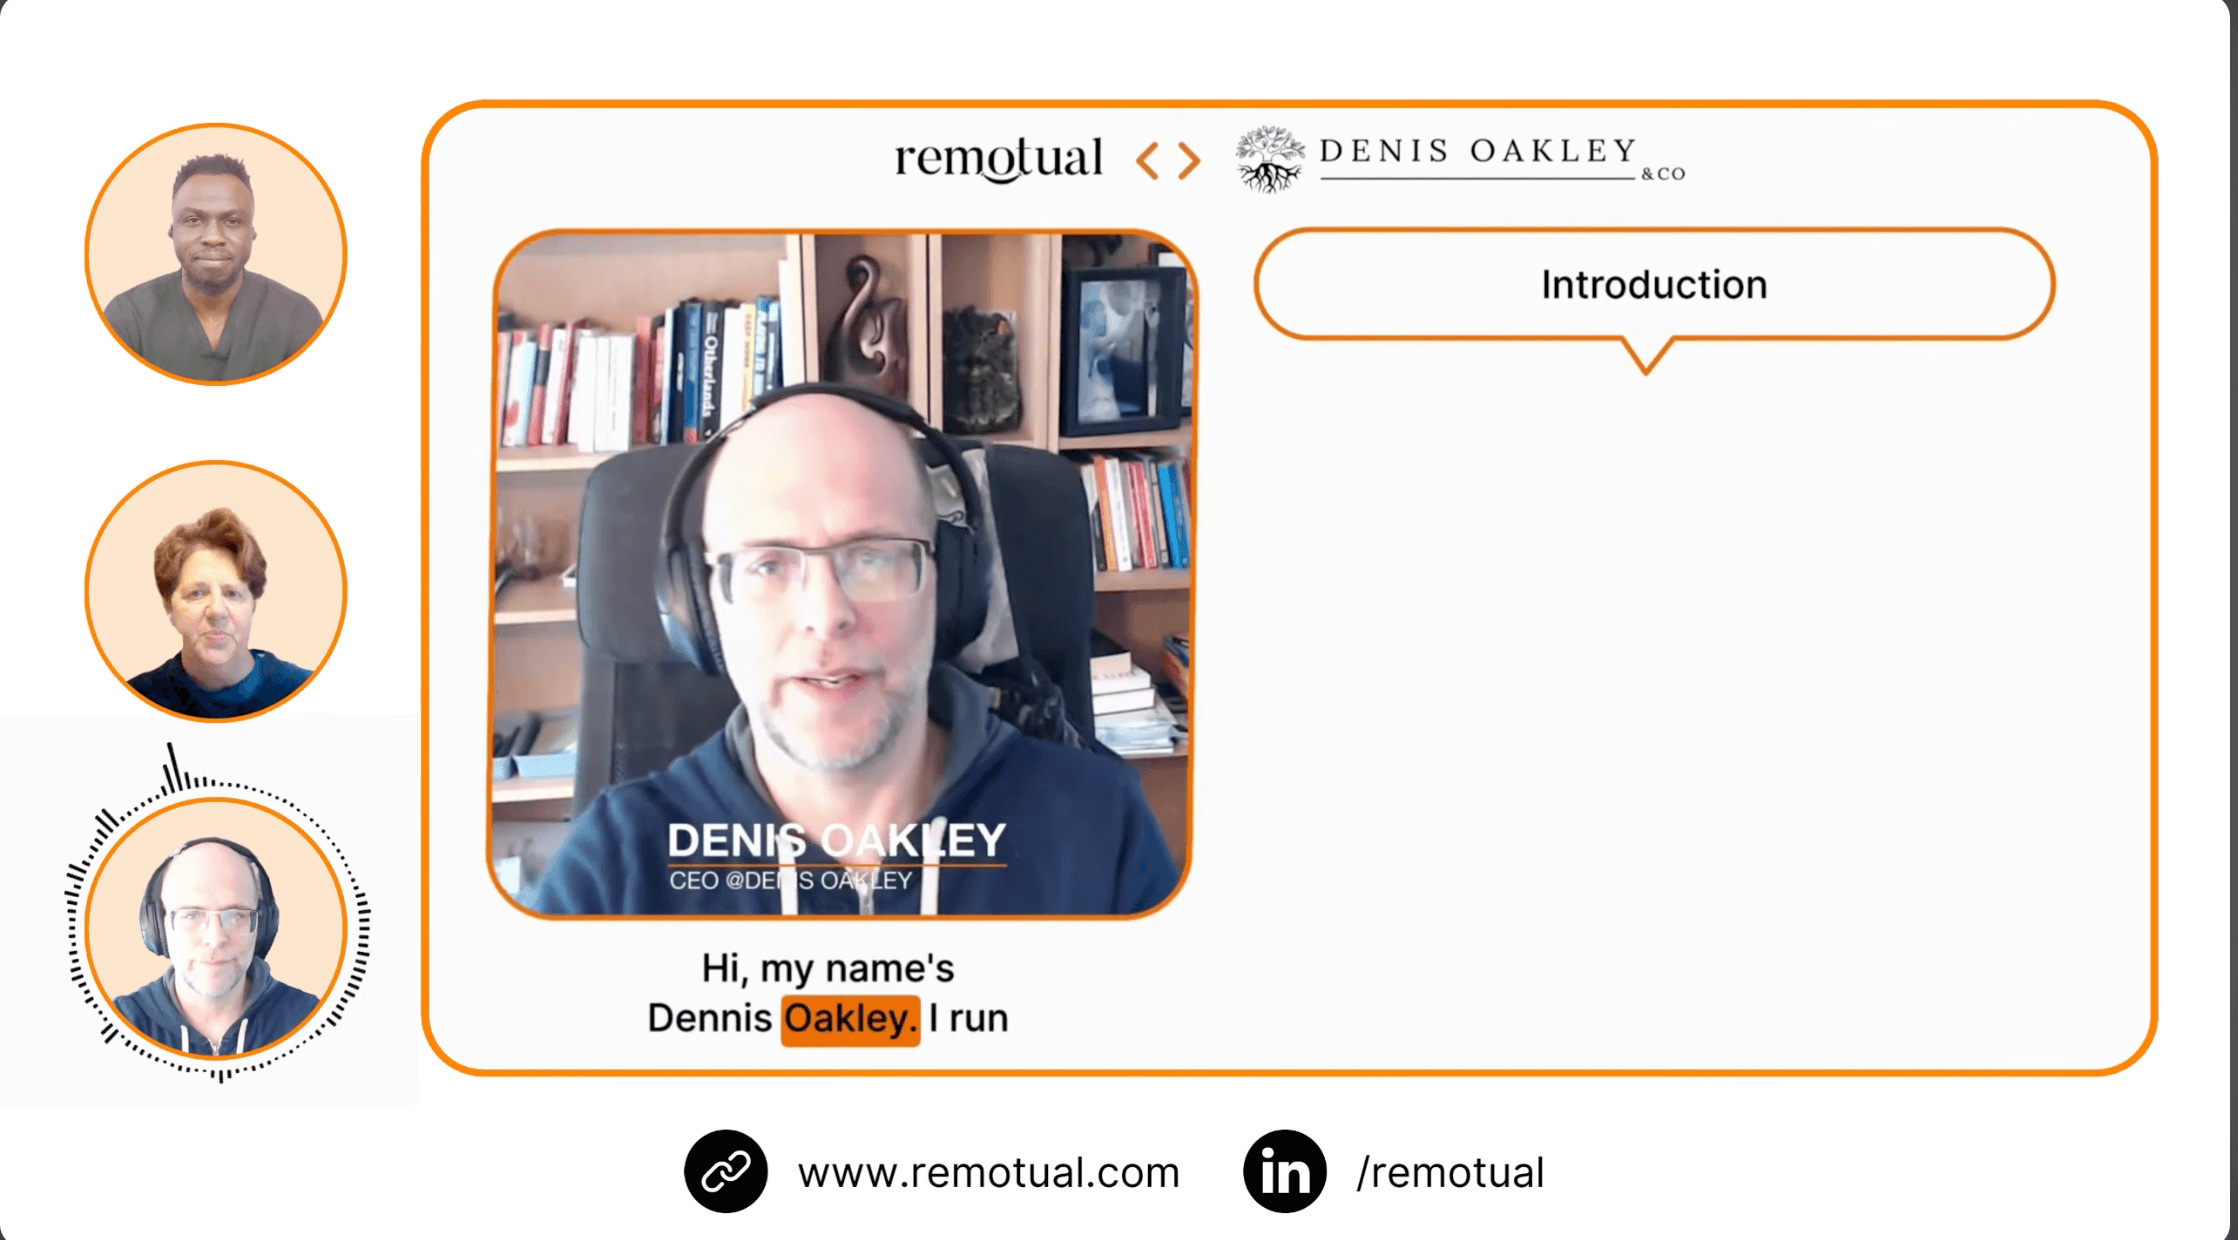 remotual <> DENIS OAKLEY
&CO
Introduction
Otherlands
DENIS OAKLEY
CEO @DENIS OAKLEY
Hi, my name's
Dennis Oakley. I run
www.remotual.com
in /remotual